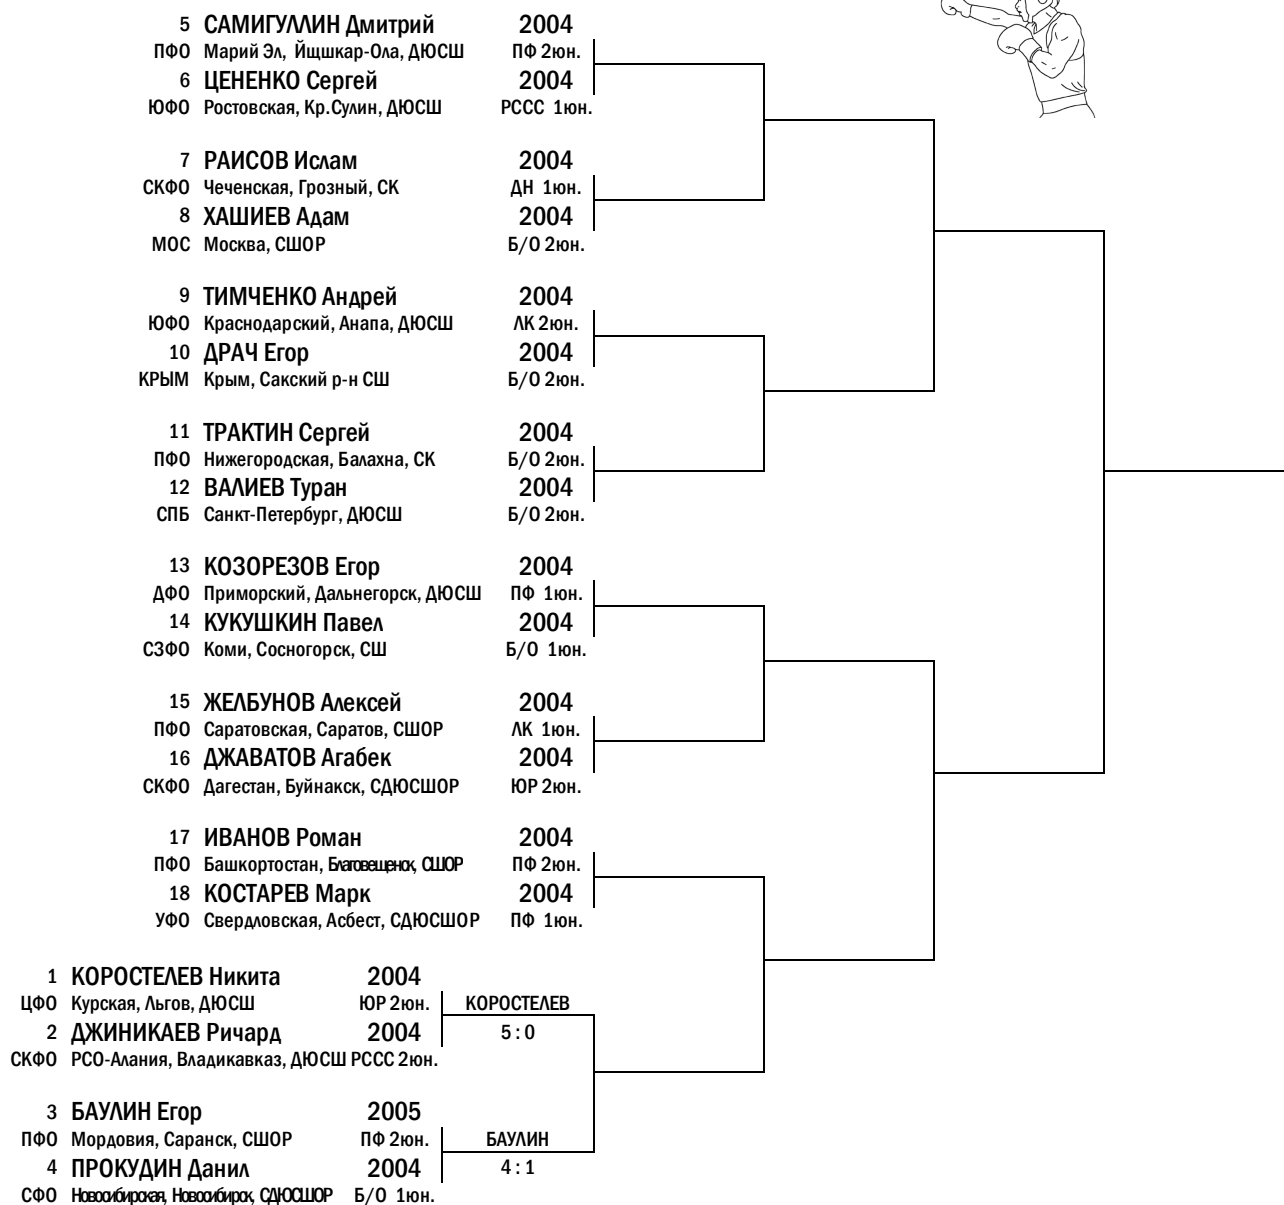 5 САМИГУЛЛИН Дмитрий 2004
ПФО Марий Эл, Йщшкар-Ола, ДЮСШ ПФ 2юн.
6 ЦЕНЕНКО Сергей 2004
ЮФО Ростовская, Кр.Сулин, ДЮСШ РССС 1юн.
7 РАИСОВ Ислам 2004
СКФО Чеченская, Грозный, СК ДН 1юн.
8 ХАШИЕВ Адам 2004
МОС Москва, СШОР Б/О 2юн.
9 ТИМЧЕНКО Андрей 2004
ЮФО Краснодарский, Анапа, ДЮСШ ЛК 2юн.
10 ДРАЧ Егор 2004
КРЫМ Крым, Сакский р-н СШ Б/О 2юн.
11 ТРАКТИН Сергей 2004
ПФО Нижегородская, Балахна, СК Б/О 2юн.
12 ВАЛИЕВ Туран 2004
СПБ Санкт-Петербург, ДЮСШ Б/О 2юн.
13 КОЗОРЕЗОВ Егор 2004
ДФО Приморский, Дальнегорск, ДЮСШ ПФ 1юн.
14 КУКУШКИН Павел 2004
СЗФО Коми, Сосногорск, СШ Б/О 1юн.
15 ЖЕЛБУНОВ Алексей 2004
ПФО Саратовская, Саратов, СШОР ЛК 1юн.
16 ДЖАВАТОВ Агабек 2004
СКФО Дагестан, Буйнакск, СДЮСШОР ЮР 2юн.
17 ИВАНОВ Роман 2004
ПФО Башкортостан, Благовещенск, СШОР ПФ 2юн.
18 КОСТАРЕВ Марк 2004
УФО Свердловская, Асбест, СДЮСШОР ПФ 1юн.
1 КОРОСТЕЛЕВ Никита 2004
ЦФО Курская, Льгов, ДЮСШ ЮР 2юн. КОРОСТЕЛЕВ
2 ДЖИНИКАЕВ Ричард 2004 5 : 0
СКФО РСО-Алания, Владикавказ, ДЮСШ РССС 2юн.
3 БАУЛИН Егор 2005
ПФО Мордовия, Саранск, СШОР ПФ 2юн. БАУЛИН
4 ПРОКУДИН Данил 2004 4 : 1
СФО Новосибирская, Новосибирск, СДЮСШОР Б/О 1юн.